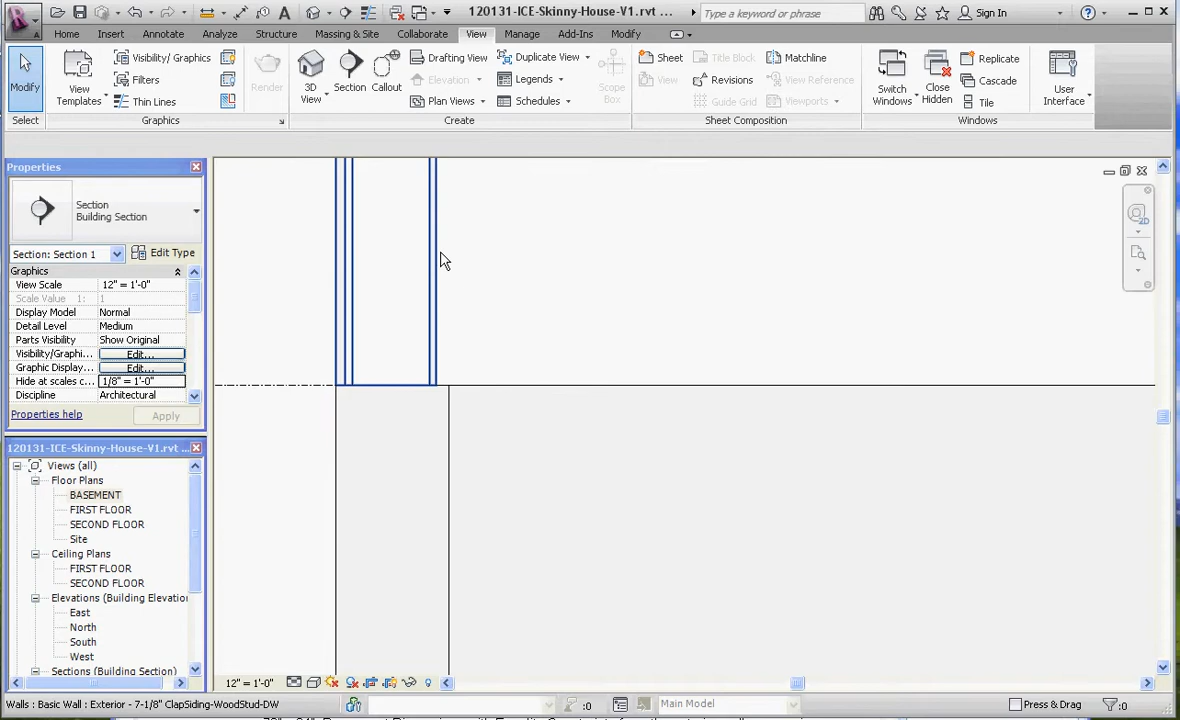 120131-ICE-Skinny-House-V1.rvt ...
Type a keyword or phrase
Sign In
Home Insert Annotate Analyze Structure Massing & Site Collaborate View Manage Add-Ins Modify
Modify
Select
View
Templates
Visibility/ Graphics
Filters
Thin Lines
Graphics
Render
3D
View
Section
Callout
Drafting View
Elevation
Plan Views
Duplicate View
Legends
Schedules
Scope
Box
Create
Sheet
View
Title Block
Revisions
Guide Grid
Matchline
View Reference
Viewports
Sheet Composition
Switch
Windows
Close
Hidden
Replicate
Cascade
Tile
Windows
User
Interface
Properties
Section
Building Section
Section: Section 1
Edit Type
Graphics
View Scale 12" = 1'-0"
Scale Value 1: 1
Display Model Normal
Detail Level Medium
Parts Visibility Show Original
Visibility/Graphi... Edit...
Graphic Display... Edit...
Hide at scales c... 1/8" = 1'-0"
Discipline Architectural
Properties help
Apply
120131-ICE-Skinny-House-V1.rvt ...
Views (all)
Floor Plans
BASEMENT
FIRST FLOOR
SECOND FLOOR
Site
Ceiling Plans
FIRST FLOOR
SECOND FLOOR
Elevations (Building Elevation
East
North
South
West
Sections (Building Section)
2D
12" = 1'-0"
Walls : Basic Wall : Exterior - 7-1/8" ClapSiding-WoodStud-DW
:0
Main Model
Press & Drag
:0